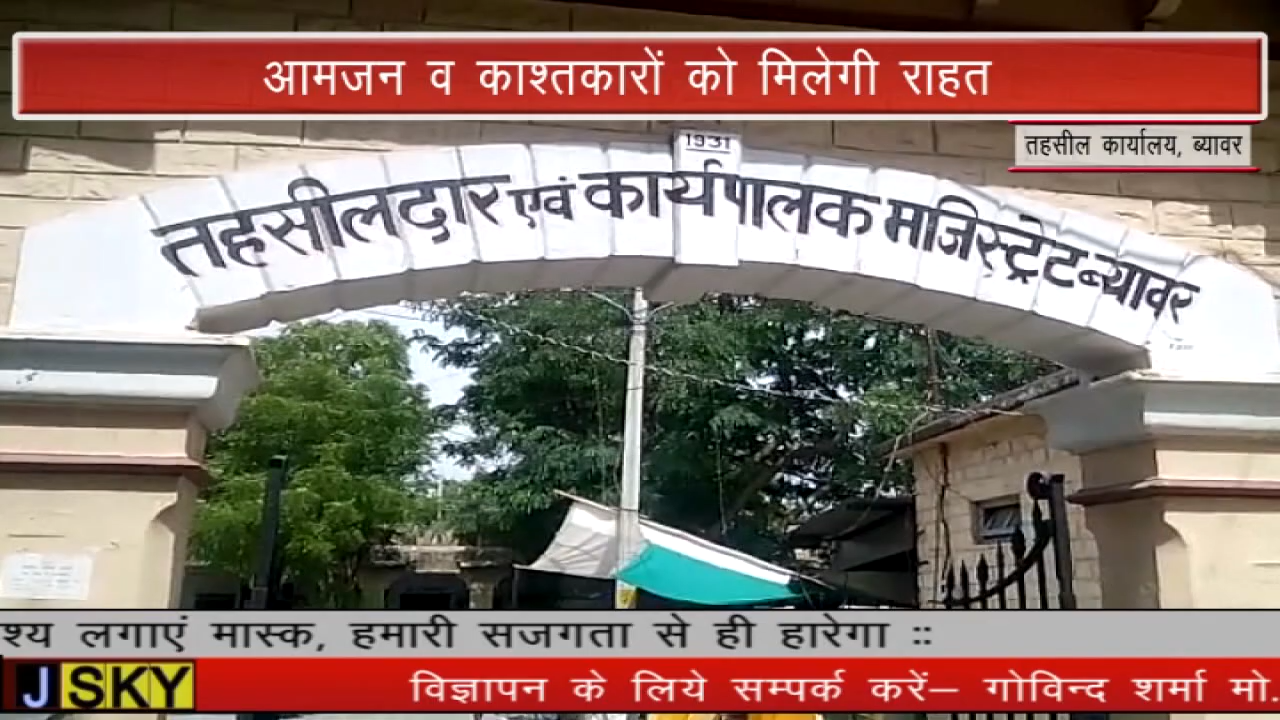 आमजन व काश्तकारों को मिलेगी राहत
तहसील कार्यालय, ब्यावर
1931
तहसीलदार एवं कार्यपालक मजिस्ट्रेट ब्यावर
श्य लगाएं मास्क, हमारी सजगता से ही हारेगा ::
JSKY
विज्ञापन के लिये सम्पर्क करें– गोविन्द शर्मा मो.